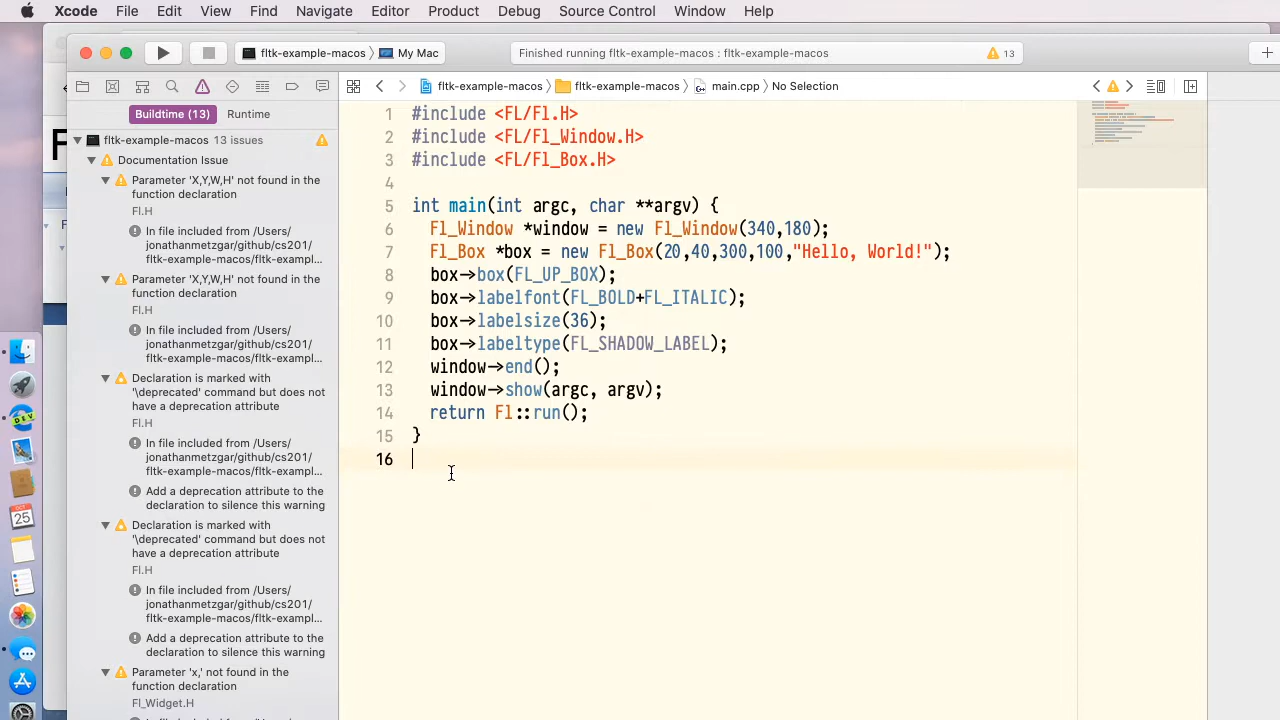 Xcode File Edit View Find Navigate Editor Product Debug Source Control Window Help
fltk-example-macos My Mac
Finished running fltk-example-macos : fltk-example-macos 13
fltk-example-macos fltk-example-macos main.cpp No Selection
Buildtime (13) Runtime
fltk-example-macos 13 issues
Documentation Issue
Parameter 'X,Y,W,H' not found in the
function declaration
Fl.H
In file included from /Users/
jonathanmetzgar/github/cs201/
fltk-example-macos/fltk-exampl...
Parameter 'X,Y,W,H' not found in the
function declaration
Fl.H
In file included from /Users/
jonathanmetzgar/github/cs201/
fltk-example-macos/fltk-exampl...
Declaration is marked with
'\deprecated' command but does not
have a deprecation attribute
Fl.H
In file included from /Users/
jonathanmetzgar/github/cs201/
fltk-example-macos/fltk-exampl...
Add a deprecation attribute to the
declaration to silence this warning
Declaration is marked with
'\deprecated' command but does not
have a deprecation attribute
Fl.H
In file included from /Users/
jonathanmetzgar/github/cs201/
fltk-example-macos/fltk-exampl...
Add a deprecation attribute to the
declaration to silence this warning
Parameter 'x,' not found in the
function declaration
Fl_Widget.H
1 #include <FL/Fl.H>
2 #include <FL/Fl_Window.H>
3 #include <FL/Fl_Box.H>
4
5 int main(int argc, char **argv) {
6 Fl_Window *window = new Fl_Window(340,180);
7 Fl_Box *box = new Fl_Box(20,40,300,100,"Hello, World!");
8 box->box(FL_UP_BOX);
9 box->labelfont(FL_BOLD+FL_ITALIC);
10 box->labelsize(36);
11 box->labeltype(FL_SHADOW_LABEL);
12 window->end();
13 window->show(argc, argv);
14 return Fl::run();
15 }
16
DEV
OCT
25